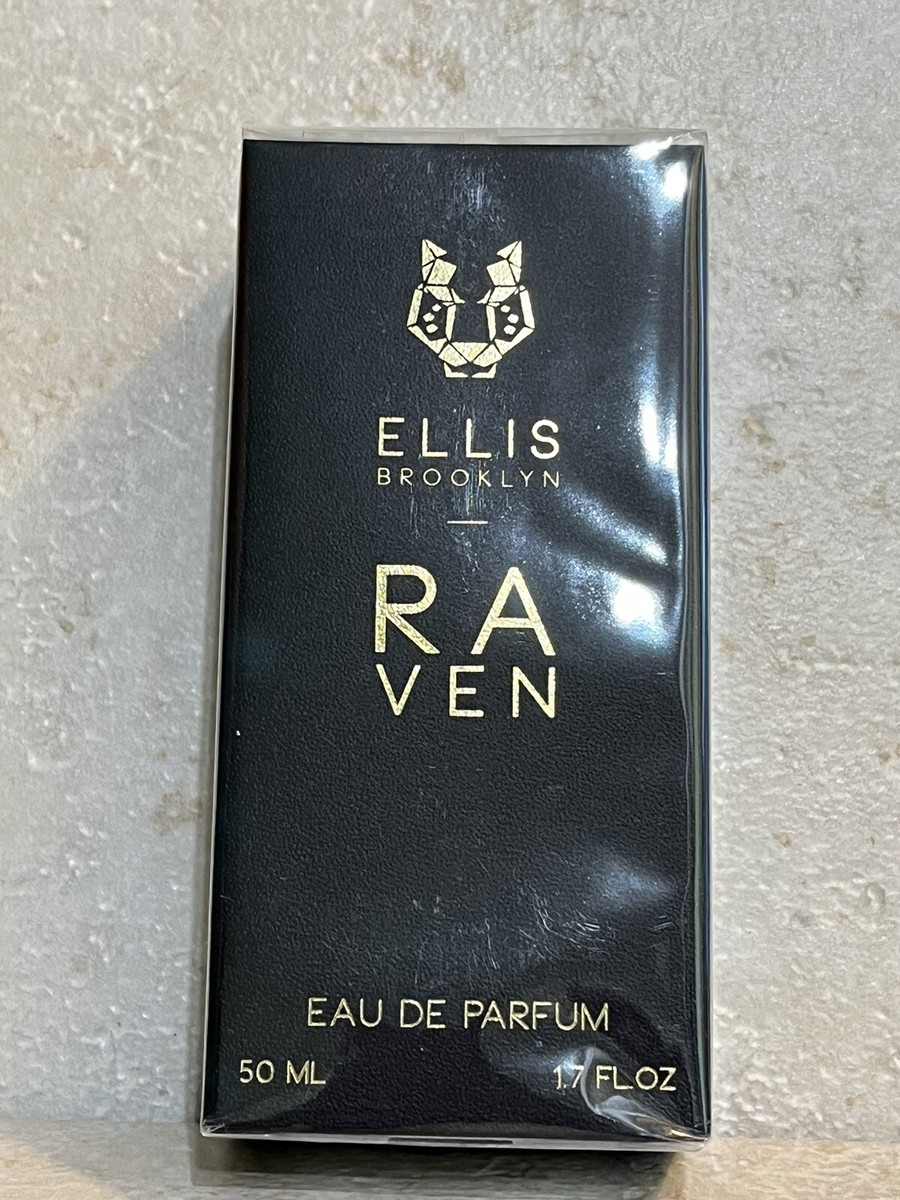 ELLIS
BROOKLYN
RA
VEN
EAU DE PARFUM
50 ML 1.7 FL.OZ